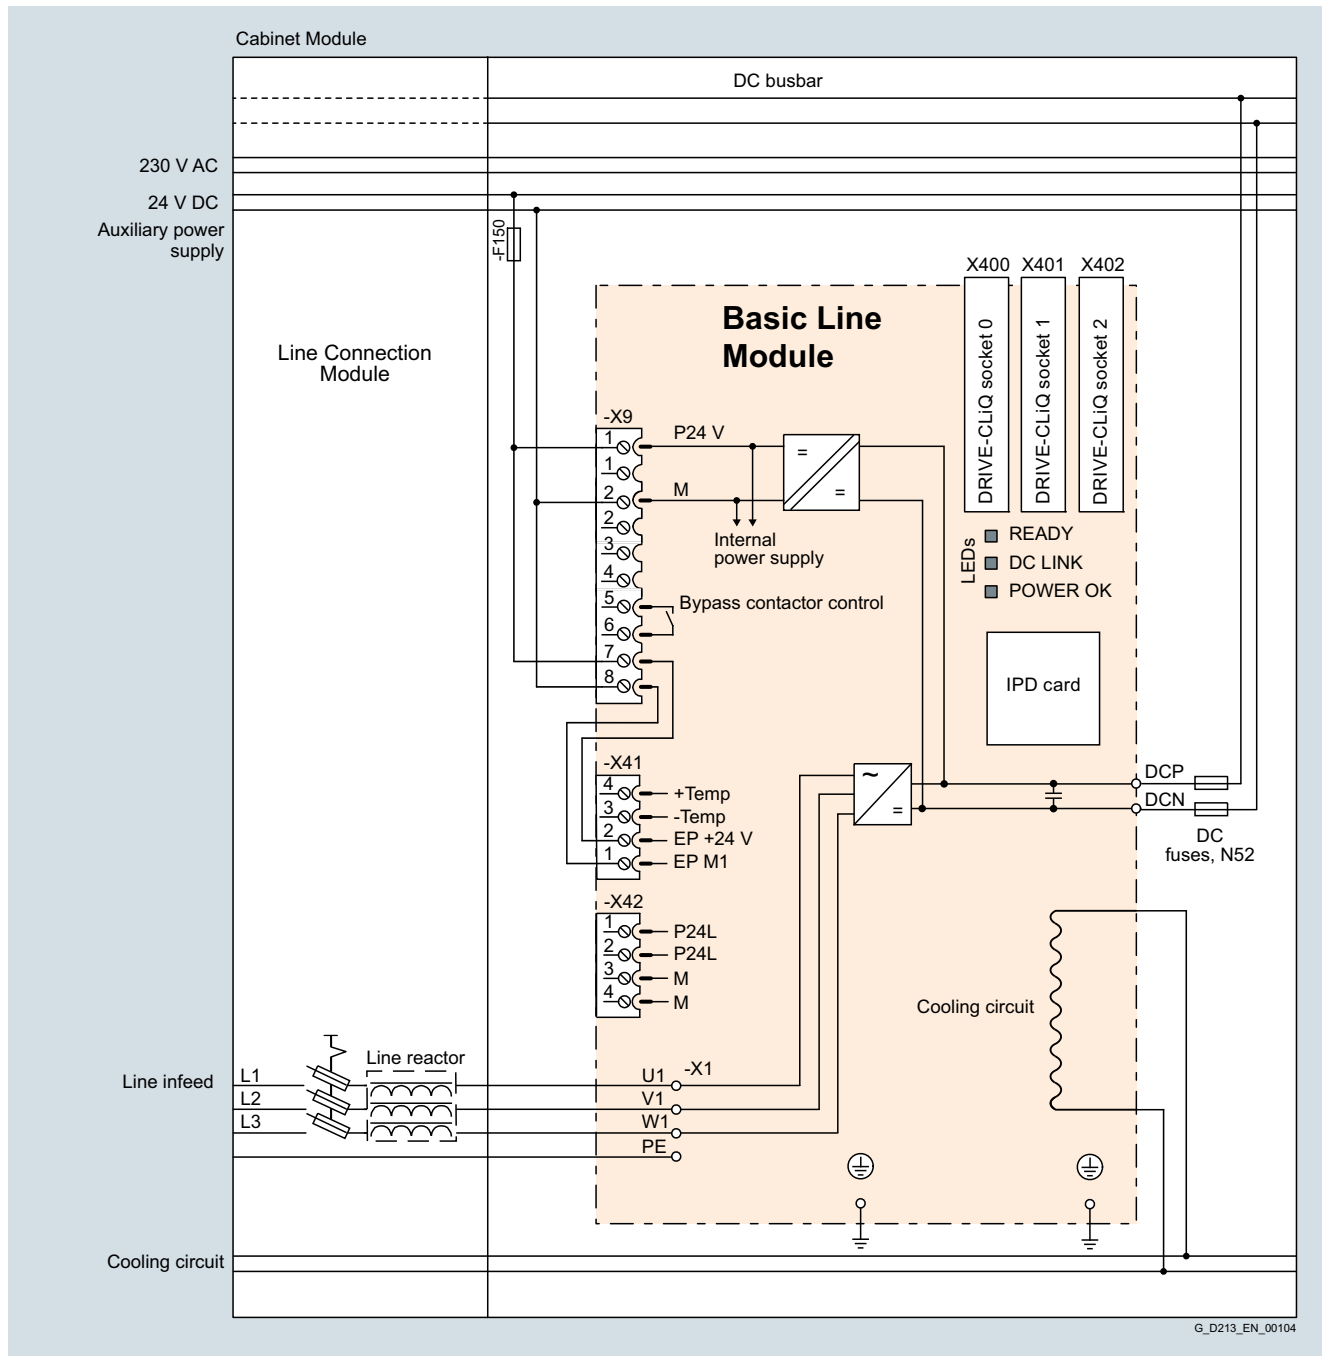 Cabinet Module
DC busbar
230 V AC
24 V DC
Auxiliary power
supply
-F150
X400 X401 X402
DRIVE-CLiQ socket 0
DRIVE-CLiQ socket 1
DRIVE-CLiQ socket 2
Basic Line
Module
Line Connection
Module
-X9
1 P24 V
1
2 M
2
3
4
5
6
7
8
=
=
Internal
power supply
Bypass contactor control
LEDs
READY
DC LINK
POWER OK
IPD card
-X41
4 +Temp
3 -Temp
2 EP +24 V
1 EP M1
~
=
DCP
DCN
DC
fuses, N52
-X42
1 P24L
2 P24L
3 M
4 M
Cooling circuit
Line reactor
Line infeed
L1
L2
L3
U1 -X1
V1
W1
PE
Cooling circuit
G_D213_EN_00104